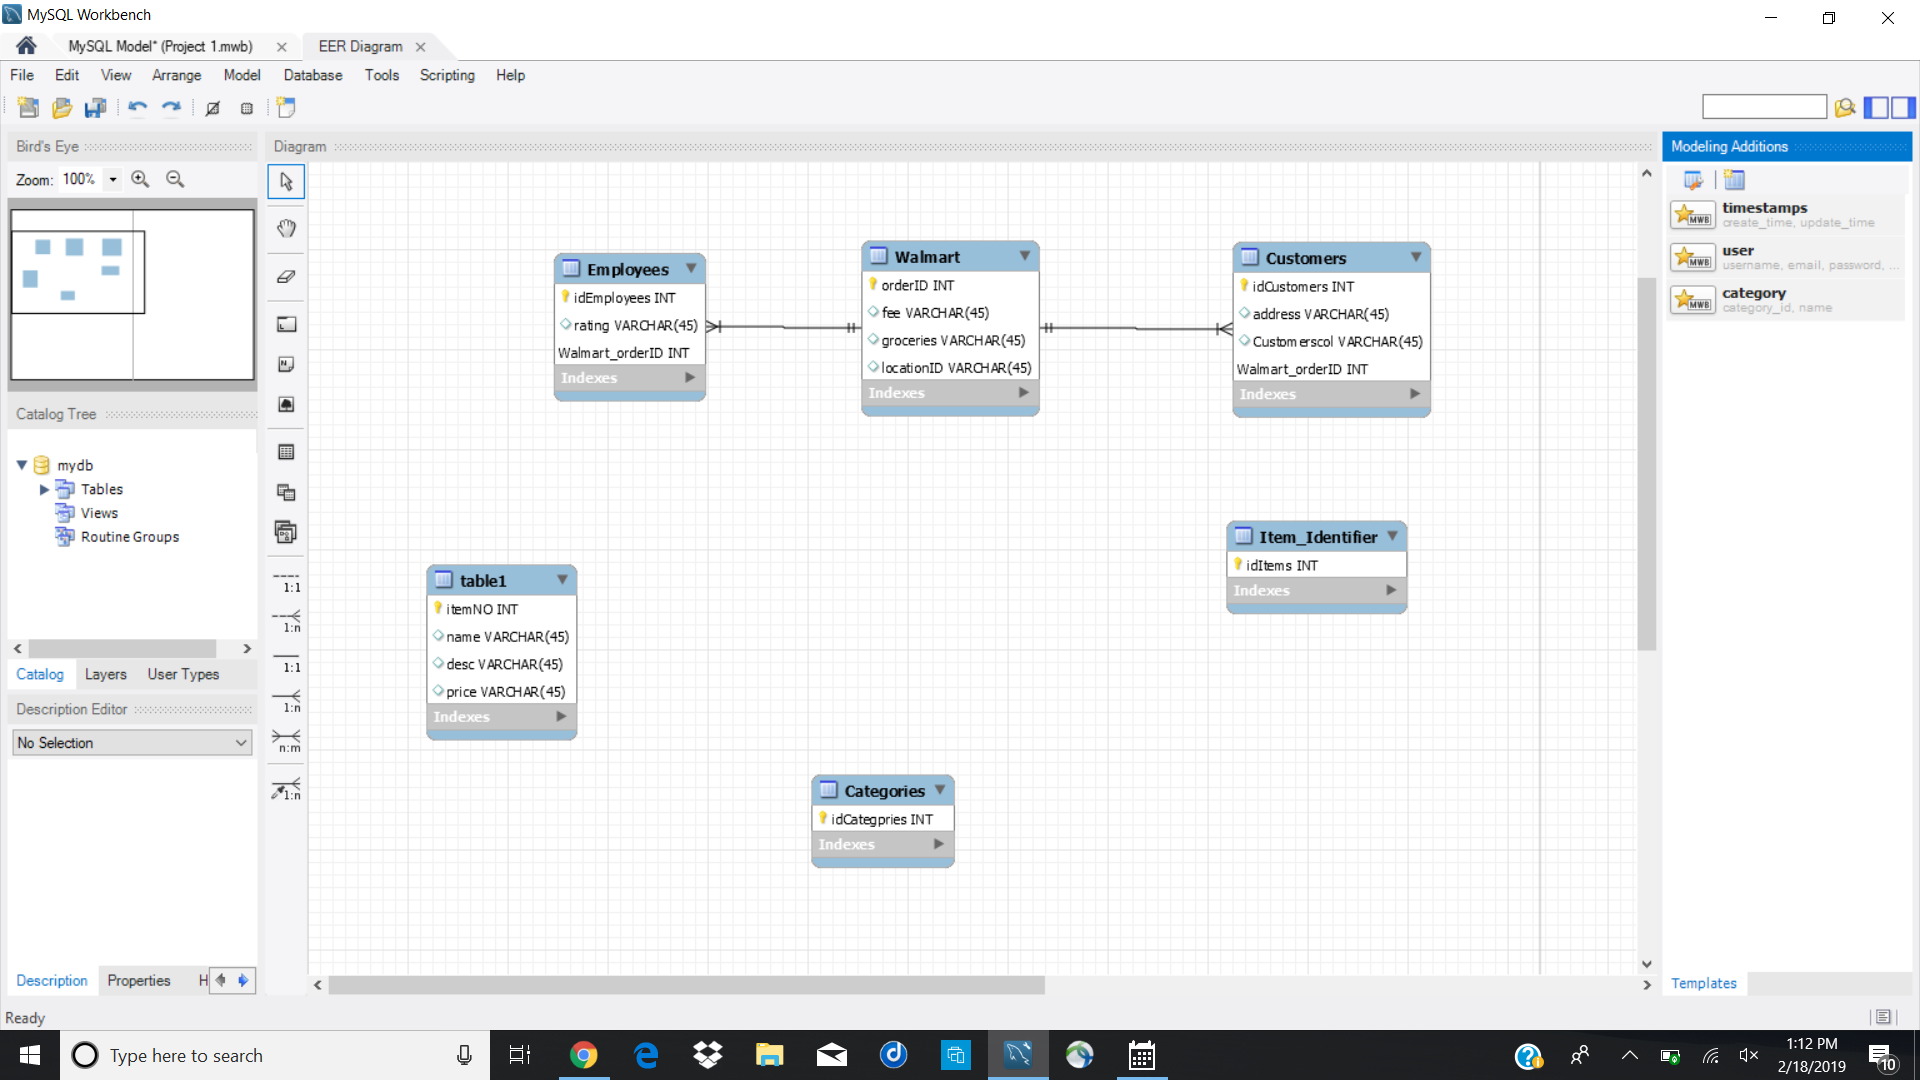 MySQL Workbench
MySQL Model* (Project 1.mwb)
EER Diagram
File Edit View Arrange Model Database Tools Scripting Help
Bird's Eye
Zoom: 100%
Catalog Tree
mydb
Tables
Views
Routine Groups
Catalog Layers User Types
Description Editor
No Selection
Description Properties H
Ready
Diagram
1:1
1:n
1:1
1:n
n:m
1:n
Employees
idEmployees INT
rating VARCHAR(45)
Walmart_orderID INT
Indexes
Walmart
orderID INT
fee VARCHAR(45)
groceries VARCHAR(45)
locationID VARCHAR(45)
Indexes
Customers
idCustomers INT
address VARCHAR(45)
Customerscol VARCHAR(45)
Walmart_orderID INT
Indexes
table1
itemNO INT
name VARCHAR(45)
desc VARCHAR(45)
price VARCHAR(45)
Indexes
Item_Identifier
idItems INT
Indexes
Categories
idCategpries INT
Indexes
Modeling Additions
MWB
timestamps
create_time, update_time
MWB
user
username, email, password, ...
MWB
category
category_id, name
Templates
Type here to search
1:12 PM
2/18/2019
10